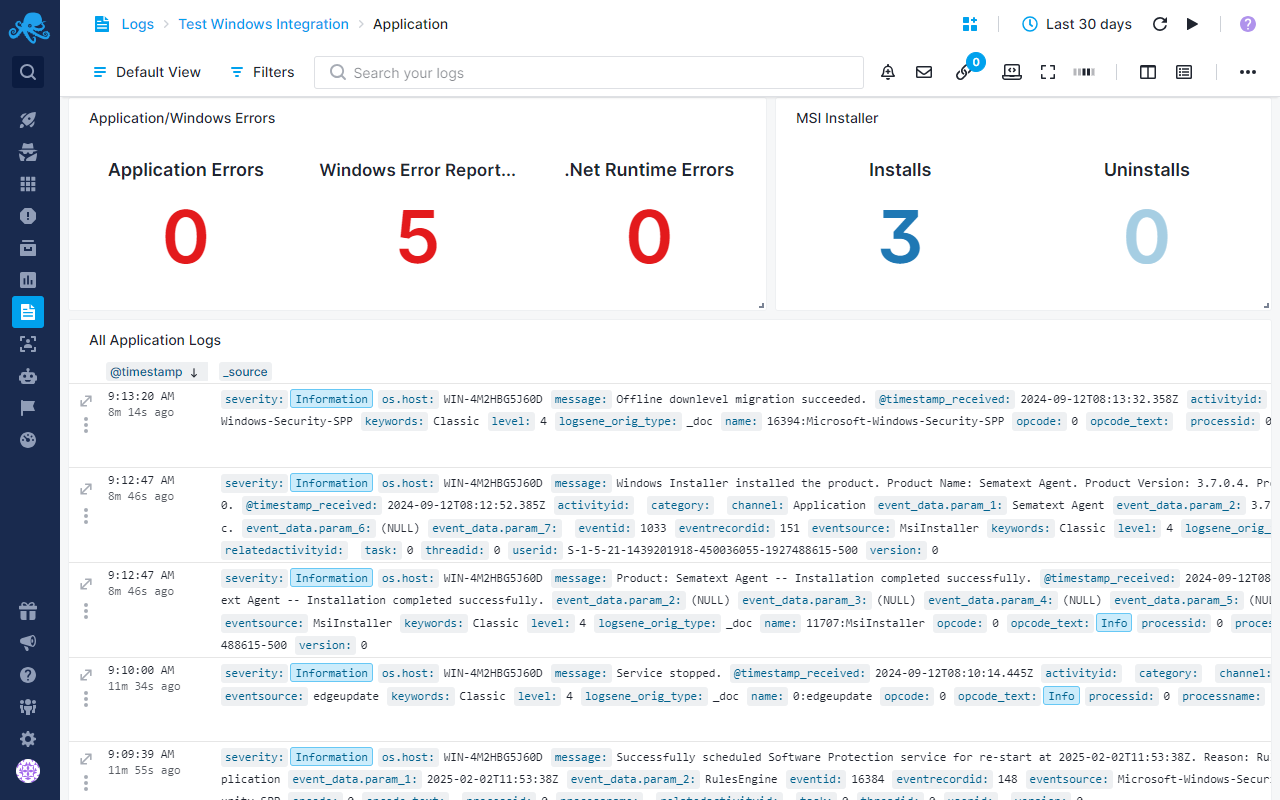 Logs > Test Windows Integration > Application
Last 30 days
?
Default View
Filters
Search your logs
0
Application/Windows Errors
MSI Installer
Application Errors
Windows Error Report...
.Net Runtime Errors
Installs
Uninstalls
0
5
0
3
0
All Application Logs
@timestamp ↓ _source
9:13:20 AM
8m 14s ago
severity: Information os.host: WIN-4M2HBG5J60D message: Offline downlevel migration succeeded. @timestamp_received: 2024-09-12T08:13:32.358Z activityid:
Windows-Security-SPP keywords: Classic level: 4 logsene_orig_type: _doc name: 16394:Microsoft-Windows-Security-SPP opcode: 0 opcode_text: processid: 0
9:12:47 AM
8m 46s ago
severity: Information os.host: WIN-4M2HBG5J60D message: Windows Installer installed the product. Product Name: Sematext Agent. Product Version: 3.7.0.4. Pr
0. @timestamp_received: 2024-09-12T08:12:52.385Z activityid: category: channel: Application event_data.param_1: Sematext Agent event_data.param_2: 3.7
c. event_data.param_6: (NULL) event_data.param_7: eventid: 1033 eventrecordid: 151 eventsource: MsiInstaller keywords: Classic level: 4 logsene_orig_
relatedactivityid: task: 0 threadid: 0 userid: S-1-5-21-1439201918-450036055-1927488615-500 version: 0
9:12:47 AM
8m 46s ago
severity: Information os.host: WIN-4M2HBG5J60D message: Product: Sematext Agent -- Installation completed successfully. @timestamp_received: 2024-09-12T08
ext Agent -- Installation completed successfully. event_data.param_2: (NULL) event_data.param_3: (NULL) event_data.param_4: (NULL) event_data.param_5: (NUL
eventsource: MsiInstaller keywords: Classic level: 4 logsene_orig_type: _doc name: 11707:MsiInstaller opcode: 0 opcode_text: Info processid: 0 proces
488615-500 version: 0
9:10:00 AM
11m 34s ago
severity: Information os.host: WIN-4M2HBG5J60D message: Service stopped. @timestamp_received: 2024-09-12T08:10:14.445Z activityid: category: channel:
eventsource: edgeupdate keywords: Classic level: 4 logsene_orig_type: _doc name: 0:edgeupdate opcode: 0 opcode_text: Info processid: 0 processname:
9:09:39 AM
11m 55s ago
severity: Information os.host: WIN-4M2HBG5J60D message: Successfully scheduled Software Protection service for re-start at 2025-02-02T11:53:38Z. Reason: Ru
plication event_data.param_1: 2025-02-02T11:53:38Z event_data.param_2: RulesEngine eventid: 16384 eventrecordid: 148 eventsource: Microsoft-Windows-Secur